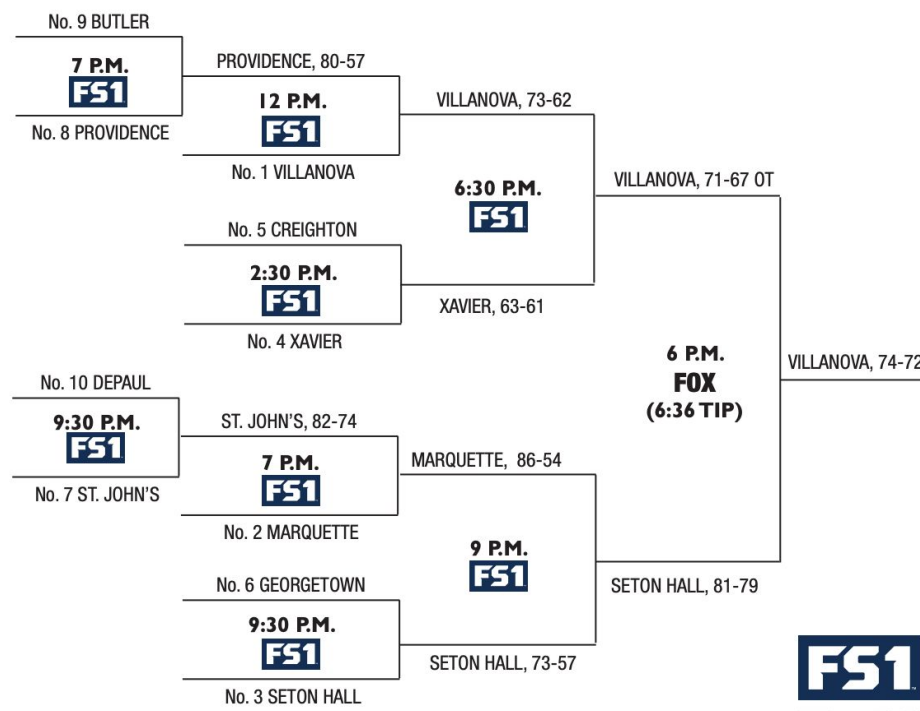 No. 9 BUTLER
7 P.M.
FS1
No. 8 PROVIDENCE
PROVIDENCE, 80-57
12 P.M.
FS1
No. 1 VILLANOVA
VILLANOVA, 73-62
6:30 P.M.
FS1
No. 5 CREIGHTON
2:30 P.M.
FS1
No. 4 XAVIER
XAVIER, 63-61
VILLANOVA, 71-67 OT
6 P.M.
FOX
(6:36 TIP)
VILLANOVA, 74-72
No. 10 DEPAUL
9:30 P.M.
FS1
No. 7 ST. JOHN'S
ST. JOHN'S, 82-74
7 P.M.
FS1
No. 2 MARQUETTE
MARQUETTE, 86-54
9 P.M.
FS1
No. 6 GEORGETOWN
9:30 P.M.
FS1
No. 3 SETON HALL
SETON HALL, 73-57
SETON HALL, 81-79
FS1